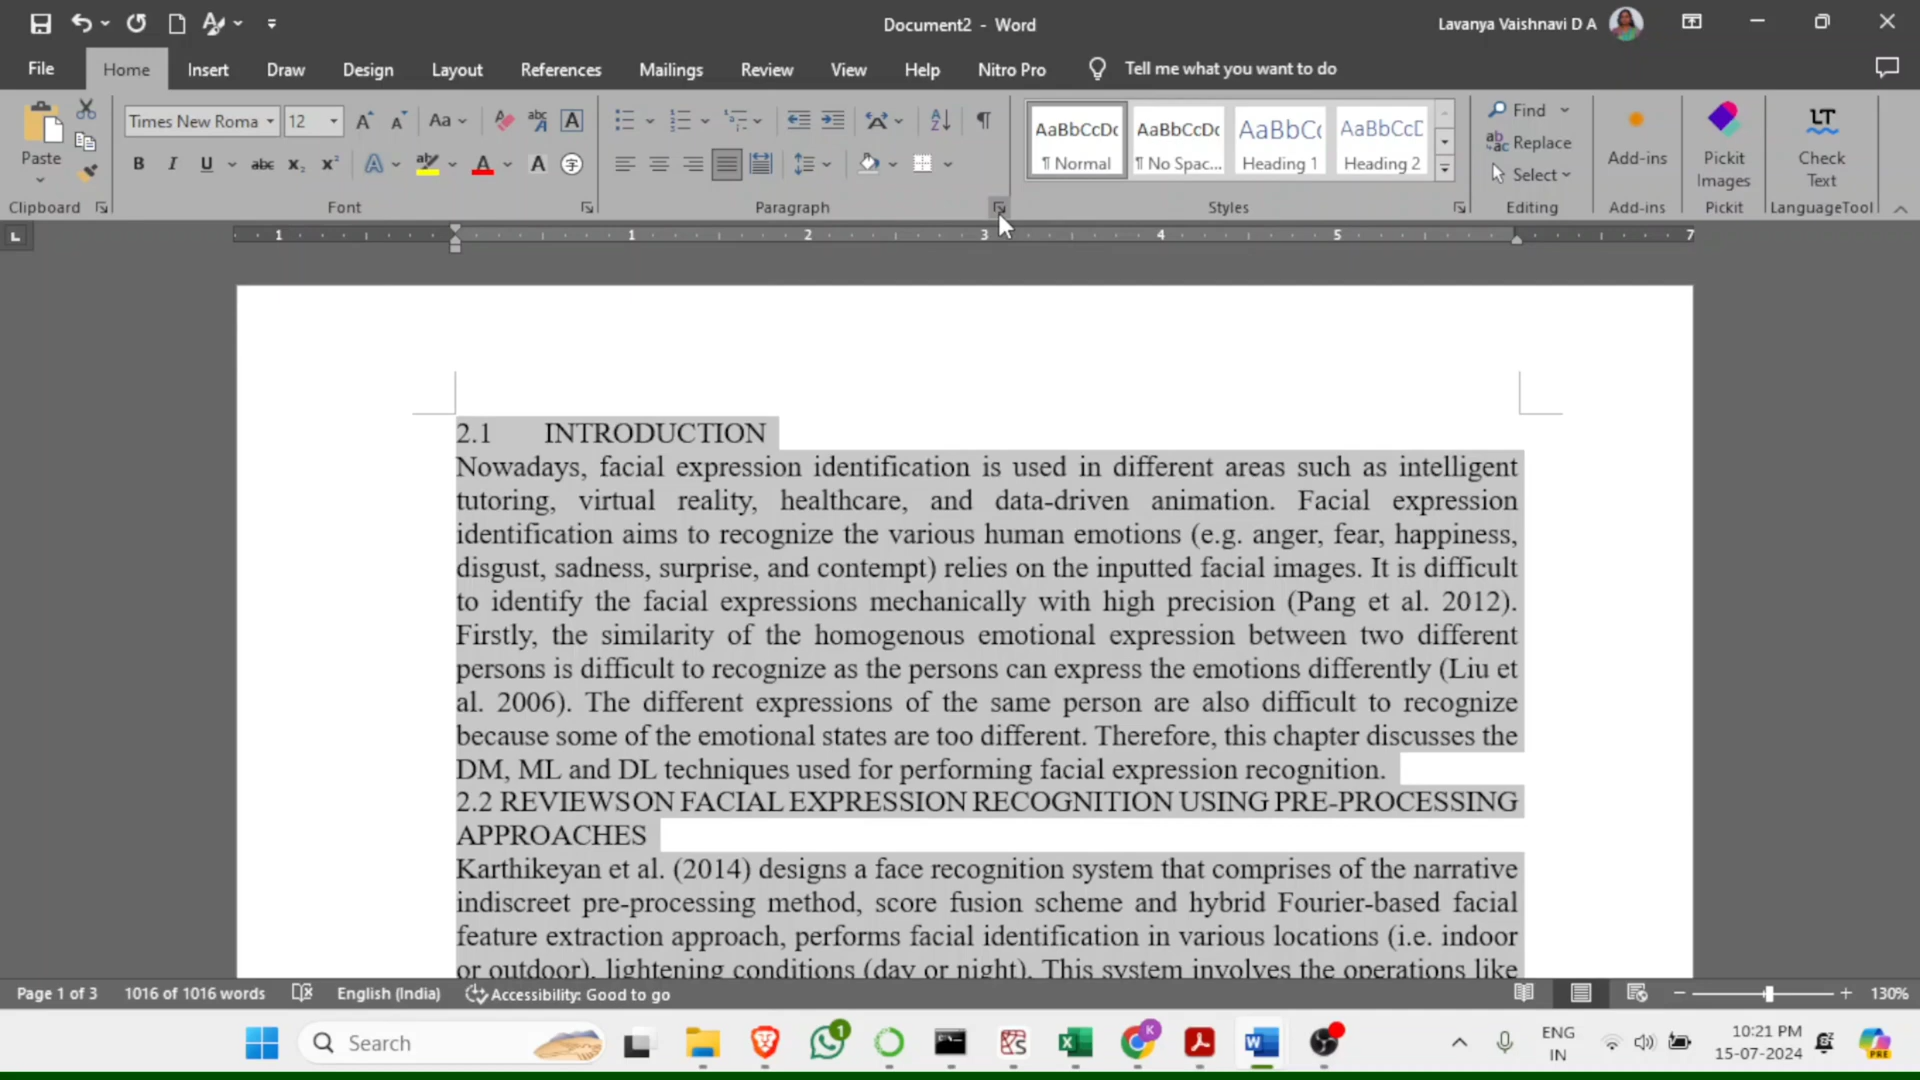 Document2 - Word
Lavanya Vaishnavi D A
File Home Insert Draw Design Layout References Mailings Review View Help Nitro Pro Tell me what you want to do
Times New Roma 12 Aa
AaBbCcDc AaBbCcDc AaBbCc AaBbCcD
Paste
¶ Normal ¶ No Spac... Heading 1 Heading 2
Find
Replace
Select
Add-ins
Pickit Images
Check Text
Clipboard Font Paragraph Styles Editing Add-ins Pickit LanguageTool
1 1 2 3 4 5 7
2.1 INTRODUCTION
Nowadays, facial expression identification is used in different areas such as intelligent
tutoring, virtual reality, healthcare, and data-driven animation. Facial expression
identification aims to recognize the various human emotions (e.g. anger, fear, happiness,
disgust, sadness, surprise, and contempt) relies on the inputted facial images. It is difficult
to identify the facial expressions mechanically with high precision (Pang et al. 2012).
Firstly, the similarity of the homogenous emotional expression between two different
persons is difficult to recognize as the persons can express the emotions differently (Liu et
al. 2006). The different expressions of the same person are also difficult to recognize
because some of the emotional states are too different. Therefore, this chapter discusses the
DM, ML and DL techniques used for performing facial expression recognition.
2.2 REVIEWS ON FACIAL EXPRESSION RECOGNITION USING PRE-PROCESSING
APPROACHES
Karthikeyan et al. (2014) designs a face recognition system that comprises of the narrative
indiscreet pre-processing method, score fusion scheme and hybrid Fourier-based facial
feature extraction approach, performs facial identification in various locations (i.e. indoor
or outdoor), lightening conditions (day or night). This system involves the operations like
Page 1 of 3 1016 of 1016 words English (India) Accessibility: Good to go 130%
Search
1
K
ENG
IN
10:21 PM
15-07-2024
PRE